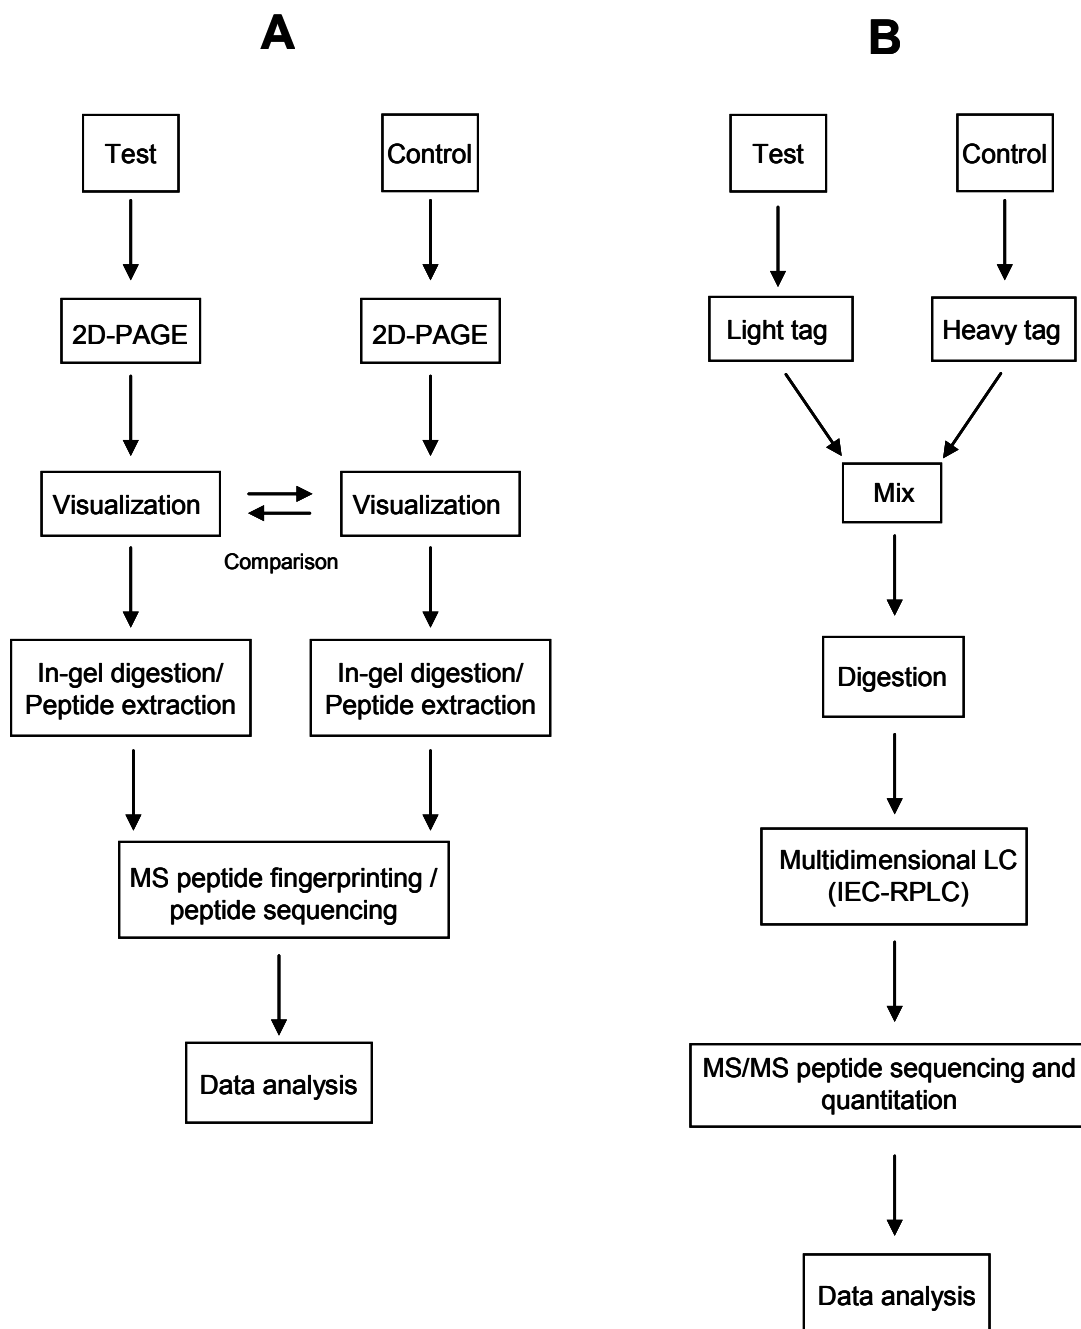 A
Test
Control
2D-PAGE
2D-PAGE
Visualization
Visualization
Comparison
In-gel digestion/
Peptide extraction
In-gel digestion/
Peptide extraction
MS peptide fingerprinting /
peptide sequencing
Data analysis
B
Test
Control
Light tag
Heavy tag
Mix
Digestion
Multidimensional LC
(IEC-RPLC)
MS/MS peptide sequencing and
quantitation
Data analysis